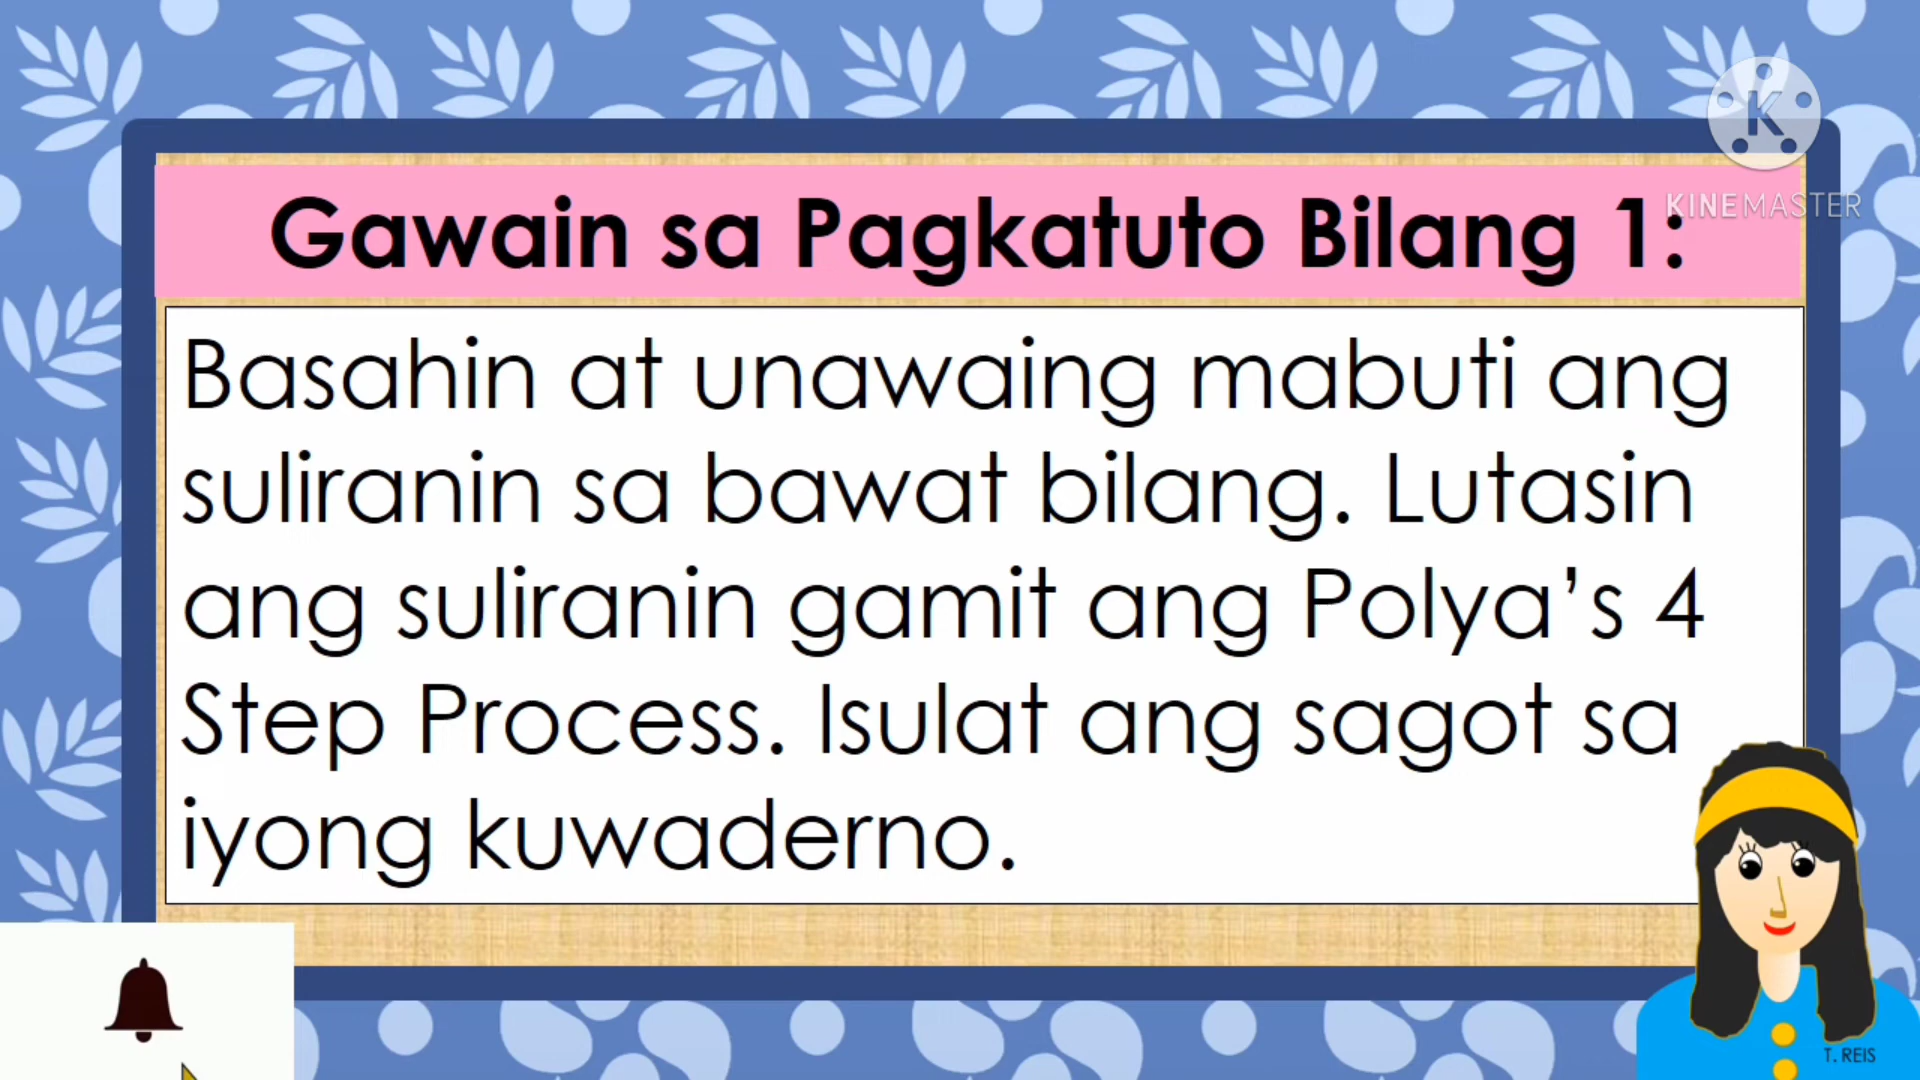 K
KINEMASTER
Gawain sa Pagkatuto Bilang 1:
Basahin at unawaing mabuti ang
suliranin sa bawat bilang. Lutasin
ang suliranin gamit ang Polya’s 4
Step Process. Isulat ang sagot sa
iyong kuwaderno.
T. REIS